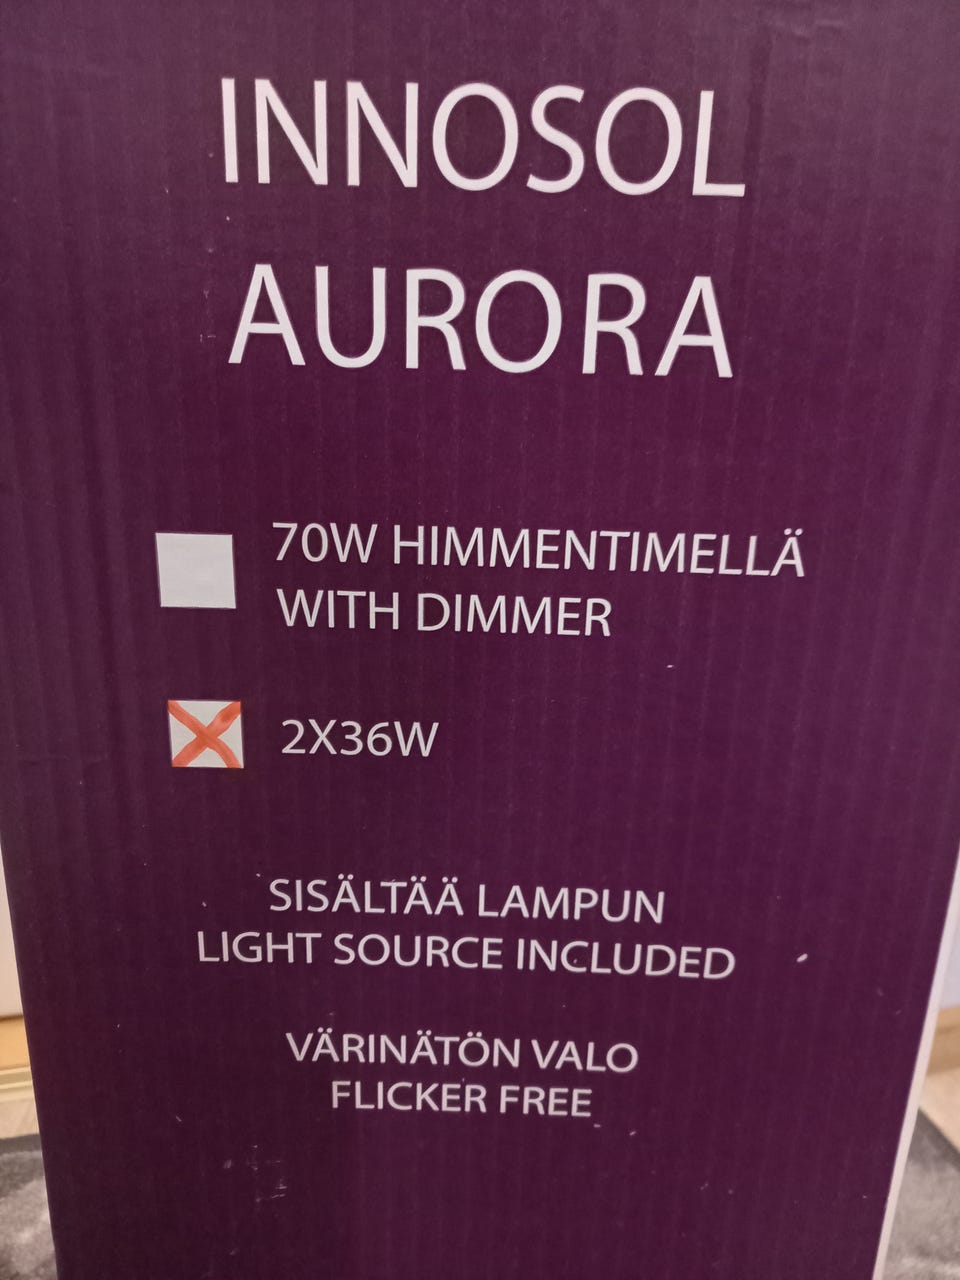 INNOSOL
AURORA
70W HIMMENTIMELLÄ
WITH DIMMER
2X36W
SISÄLTÄÄ LAMPUN
LIGHT SOURCE INCLUDED
VÄRINÄTÖN VALO
FLICKER FREE